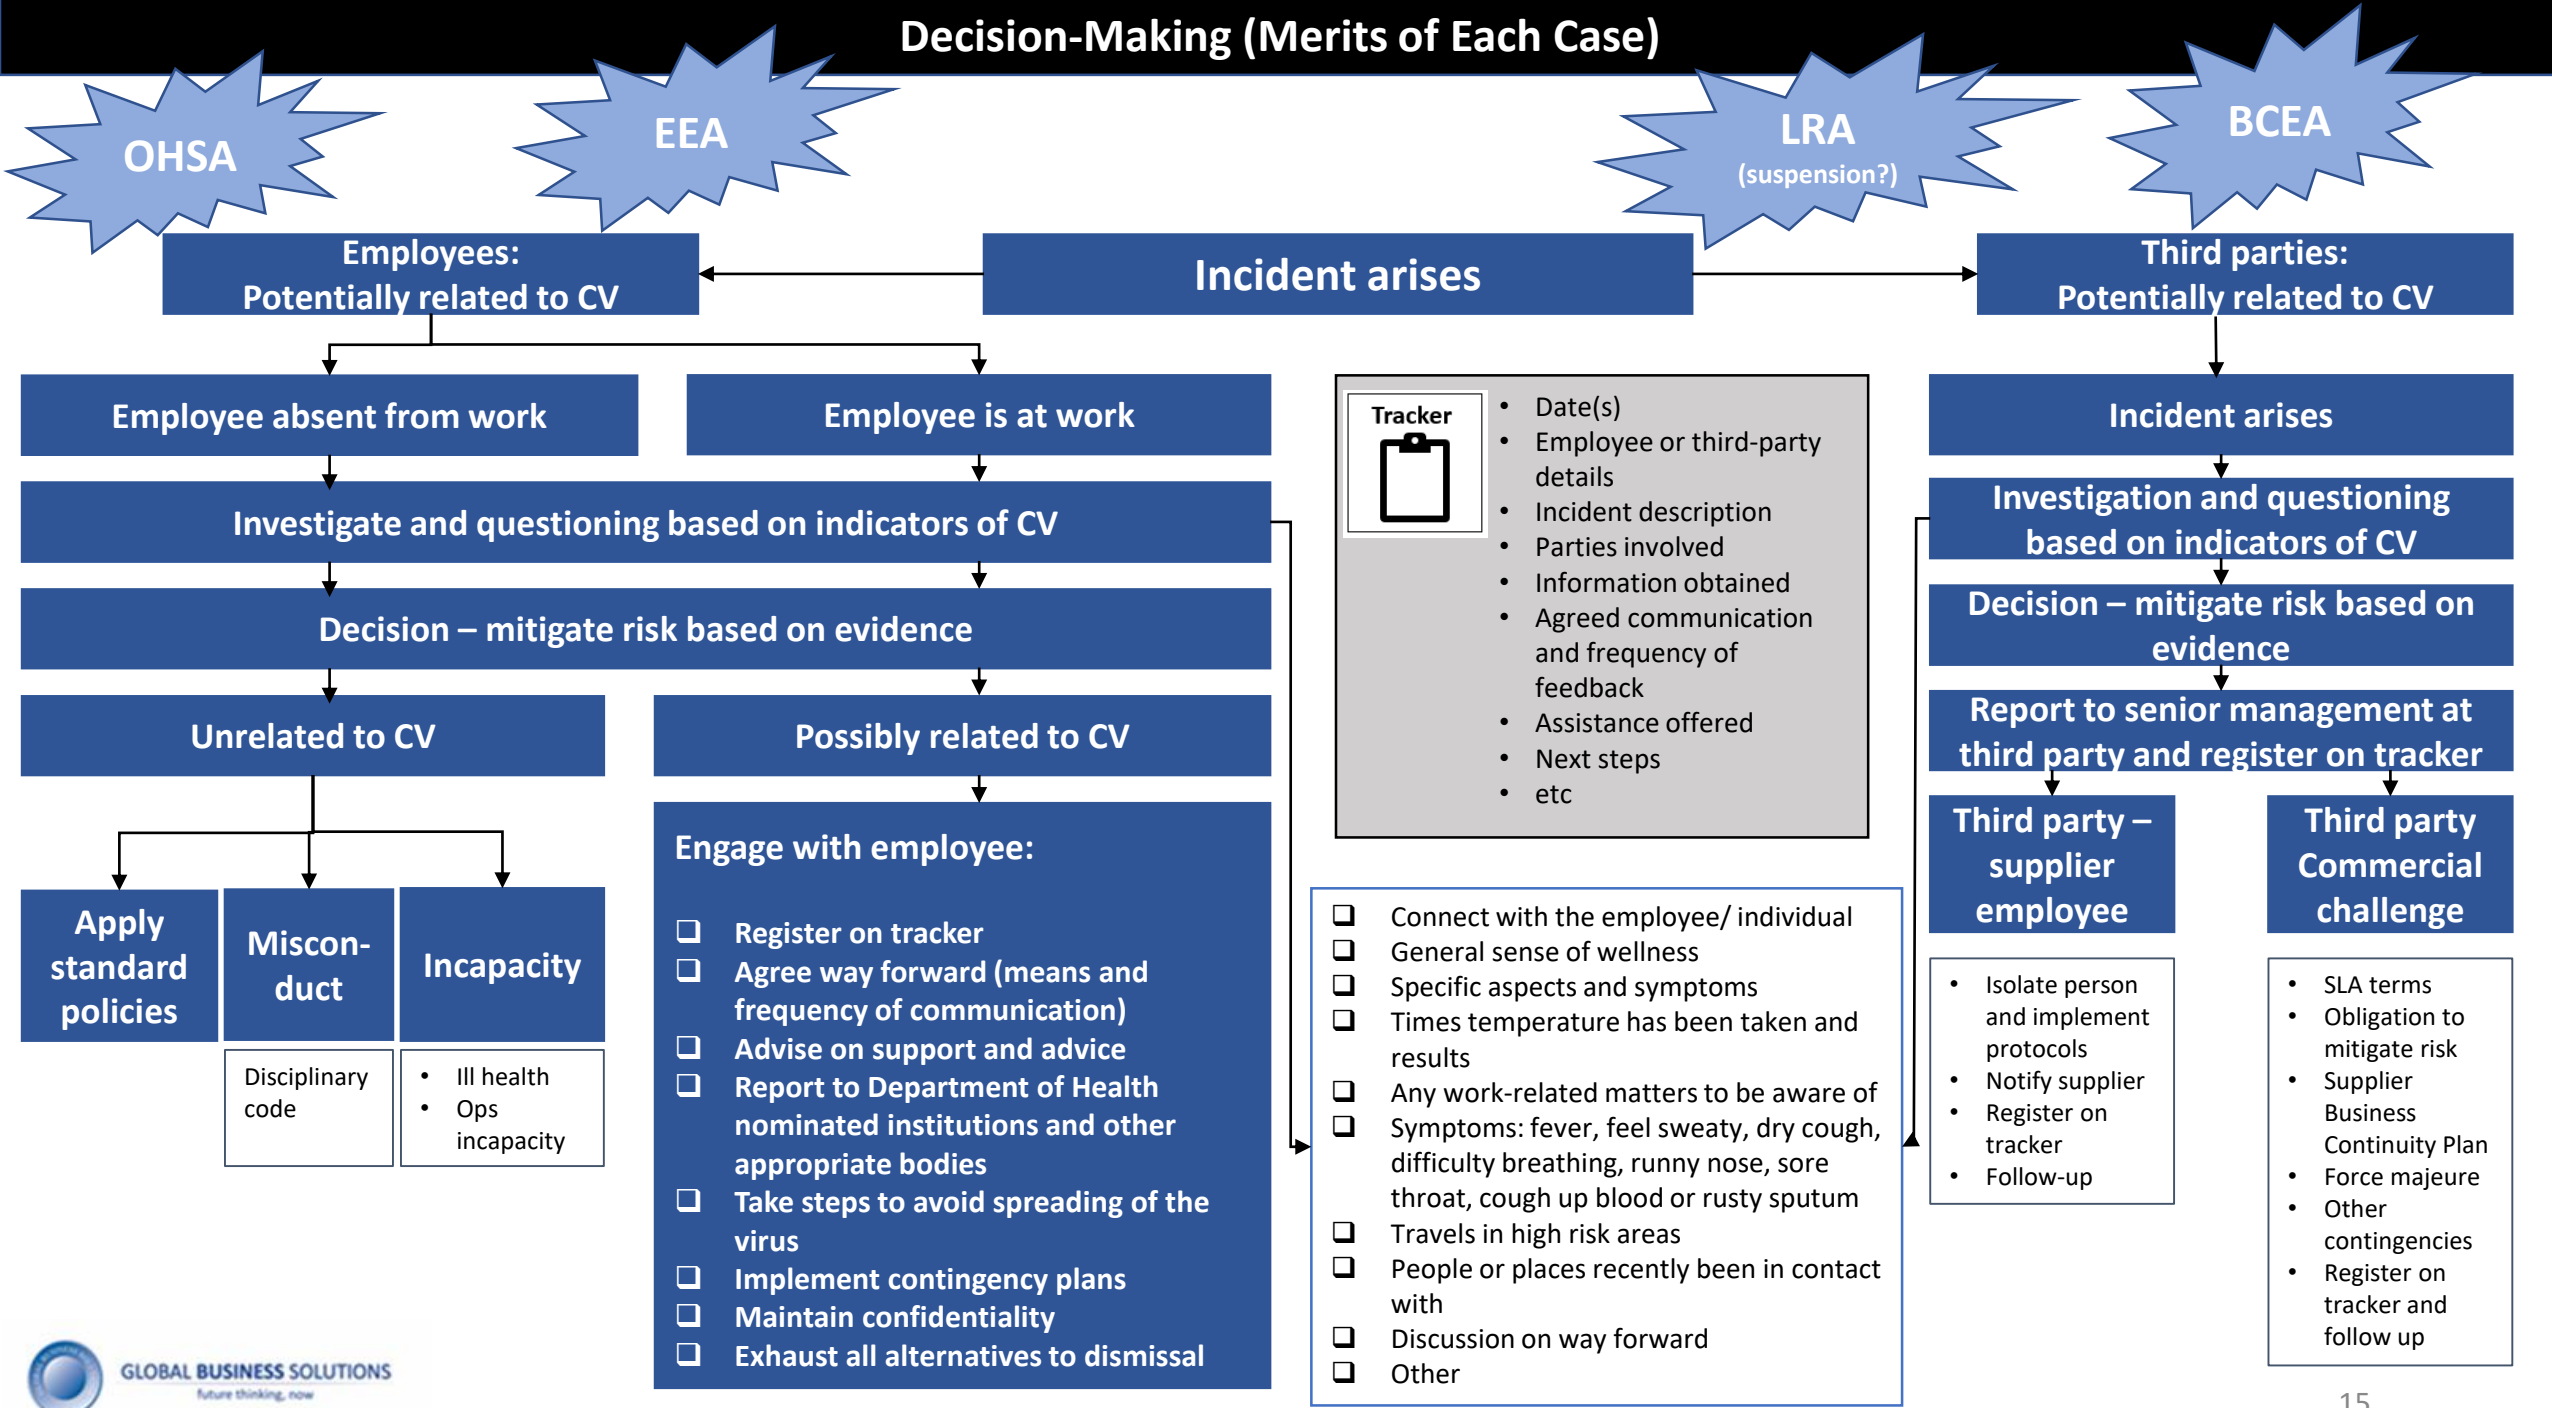 Decision-Making (Merits of Each Case)
OHSA
EEA
LRA
(suspension?)
BCEA
Employees:
Potentially related to CV
Incident arises
Third parties:
Potentially related to CV
Employee absent from work
Employee is at work
Investigate and questioning based on indicators of CV
Decision – mitigate risk based on evidence
Unrelated to CV
Possibly related to CV
Apply
standard
policies
Miscon-
duct
Incapacity
Disciplinary
code
• Ill health
• Ops
incapacity
Engage with employee:
❑ Register on tracker
❑ Agree way forward (means and
frequency of communication)
❑ Advise on support and advice
❑ Report to Department of Health
nominated institutions and other
appropriate bodies
❑ Take steps to avoid spreading of the
virus
❑ Implement contingency plans
❑ Maintain confidentiality
❑ Exhaust all alternatives to dismissal
Tracker
• Date(s)
• Employee or third-party
details
• Incident description
• Parties involved
• Information obtained
• Agreed communication
and frequency of
feedback
• Assistance offered
• Next steps
• etc
❑ Connect with the employee/ individual
❑ General sense of wellness
❑ Specific aspects and symptoms
❑ Times temperature has been taken and
results
❑ Any work-related matters to be aware of
❑ Symptoms: fever, feel sweaty, dry cough,
difficulty breathing, runny nose, sore
throat, cough up blood or rusty sputum
❑ Travels in high risk areas
❑ People or places recently been in contact
with
❑ Discussion on way forward
❑ Other
Incident arises
Investigation and questioning
based on indicators of CV
Decision – mitigate risk based on
evidence
Report to senior management at
third party and register on tracker
Third party –
supplier
employee
Third party
Commercial
challenge
• Isolate person
and implement
protocols
• Notify supplier
• Register on
tracker
• Follow-up
• SLA terms
• Obligation to
mitigate risk
• Supplier
Business
Continuity Plan
• Force majeure
• Other
contingencies
• Register on
tracker and
follow up
GLOBAL BUSINESS SOLUTIONS
future thinking, now
15